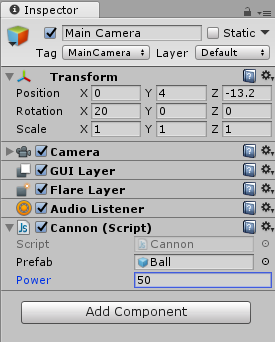 Inspector
Main Camera Static
Tag MainCamera Layer Default
Transform
Position X 0 Y 4 Z -13.2
Rotation X 20 Y 0 Z 0
Scale X 1 Y 1 Z 1
Camera
GUI Layer
Flare Layer
Audio Listener
Cannon (Script)
Script Cannon
Prefab Ball
Power 50
Add Component